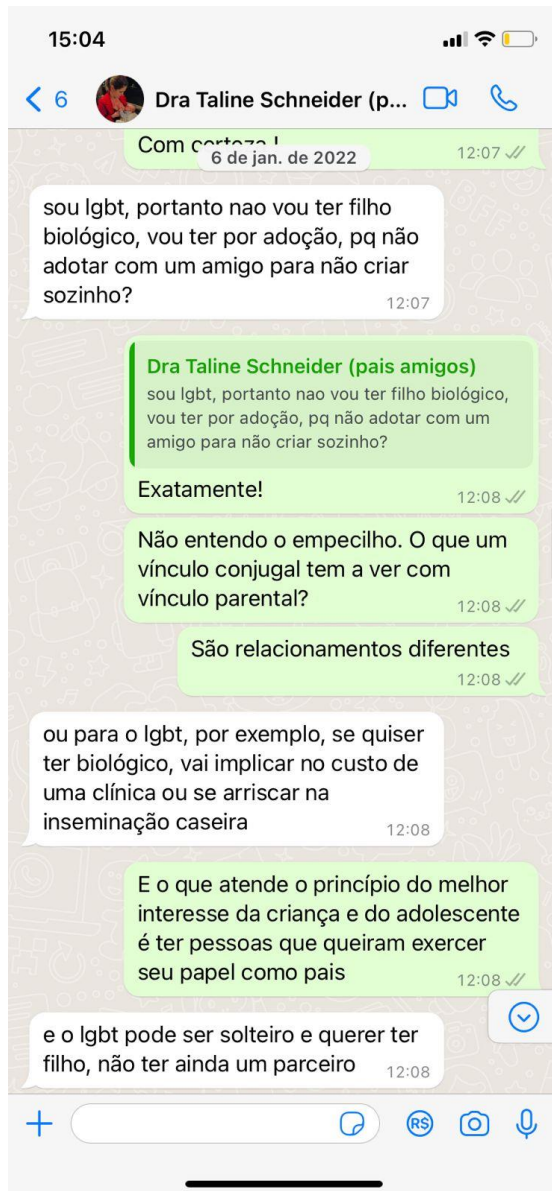 15:04
6
Dra Taline Schneider (p...
Com certeza !
12:07
6 de jan. de 2022
sou lgbt, portanto nao vou ter filho
biológico, vou ter por adoção, pq não
adotar com um amigo para não criar
sozinho?
12:07
Dra Taline Schneider (pais amigos)
sou lgbt, portanto nao vou ter filho biológico,
vou ter por adoção, pq não adotar com um
amigo para não criar sozinho?
Exatamente!
12:08
Não entendo o empecilho. O que um
vínculo conjugal tem a ver com
vínculo parental?
12:08
São relacionamentos diferentes
12:08
ou para o lgbt, por exemplo, se quiser
ter biológico, vai implicar no custo de
uma clínica ou se arriscar na
inseminação caseira
12:08
E o que atende o princípio do melhor
interesse da criança e do adolescente
é ter pessoas que queiram exercer
seu papel como pais
12:08
e o lgbt pode ser solteiro e querer ter
filho, não ter ainda um parceiro
12:08
R$